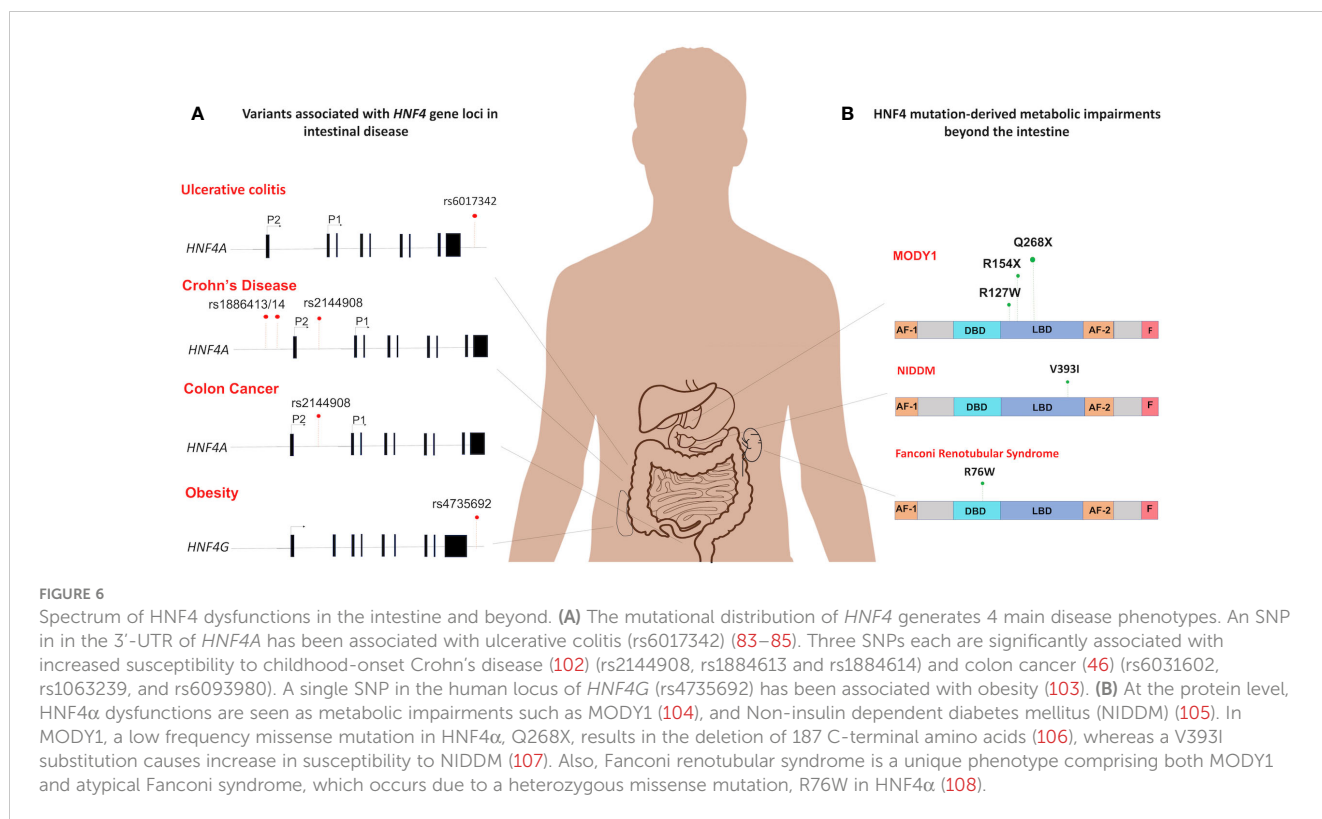 A
Variants associated with HNF4 gene loci in
intestinal disease
Ulcerative colitis
rs6017342
P2
P1
HNF4A
Crohn's Disease
rs1886413/14
rs2144908
P2
P1
HNF4A
Colon Cancer
rs2144908
P2
P1
HNF4A
Obesity
rs4735692
HNF4G
B
HNF4 mutation-derived metabolic impairments
beyond the intestine
Q268X
MODY1
R154X
R127W
AF-1 DBD LBD AF-2 F
NIDDM
V393I
AF-1 DBD LBD AF-2 F
Fanconi Renotubular Syndrome
R76W
AF-1 DBD LBD AF-2 F
FIGURE 6
Spectrum of HNF4 dysfunctions in the intestine and beyond. (A) The mutational distribution of HNF4 generates 4 main disease phenotypes. An SNP
in in the 3'-UTR of HNF4A has been associated with ulcerative colitis (rs6017342) (83–85). Three SNPs each are significantly associated with
increased susceptibility to childhood-onset Crohn's disease (102) (rs2144908, rs1884613 and rs1884614) and colon cancer (46) (rs6031602,
rs1063239, and rs6093980). A single SNP in the human locus of HNF4G (rs4735692) has been associated with obesity (103). (B) At the protein level,
HNF4α dysfunctions are seen as metabolic impairments such as MODY1 (104), and Non-insulin dependent diabetes mellitus (NIDDM) (105). In
MODY1, a low frequency missense mutation in HNF4α, Q268X, results in the deletion of 187 C-terminal amino acids (106), whereas a V393I
substitution causes increase in susceptibility to NIDDM (107). Also, Fanconi renotubular syndrome is a unique phenotype comprising both MODY1
and atypical Fanconi syndrome, which occurs due to a heterozygous missense mutation, R76W in HNF4α (108).